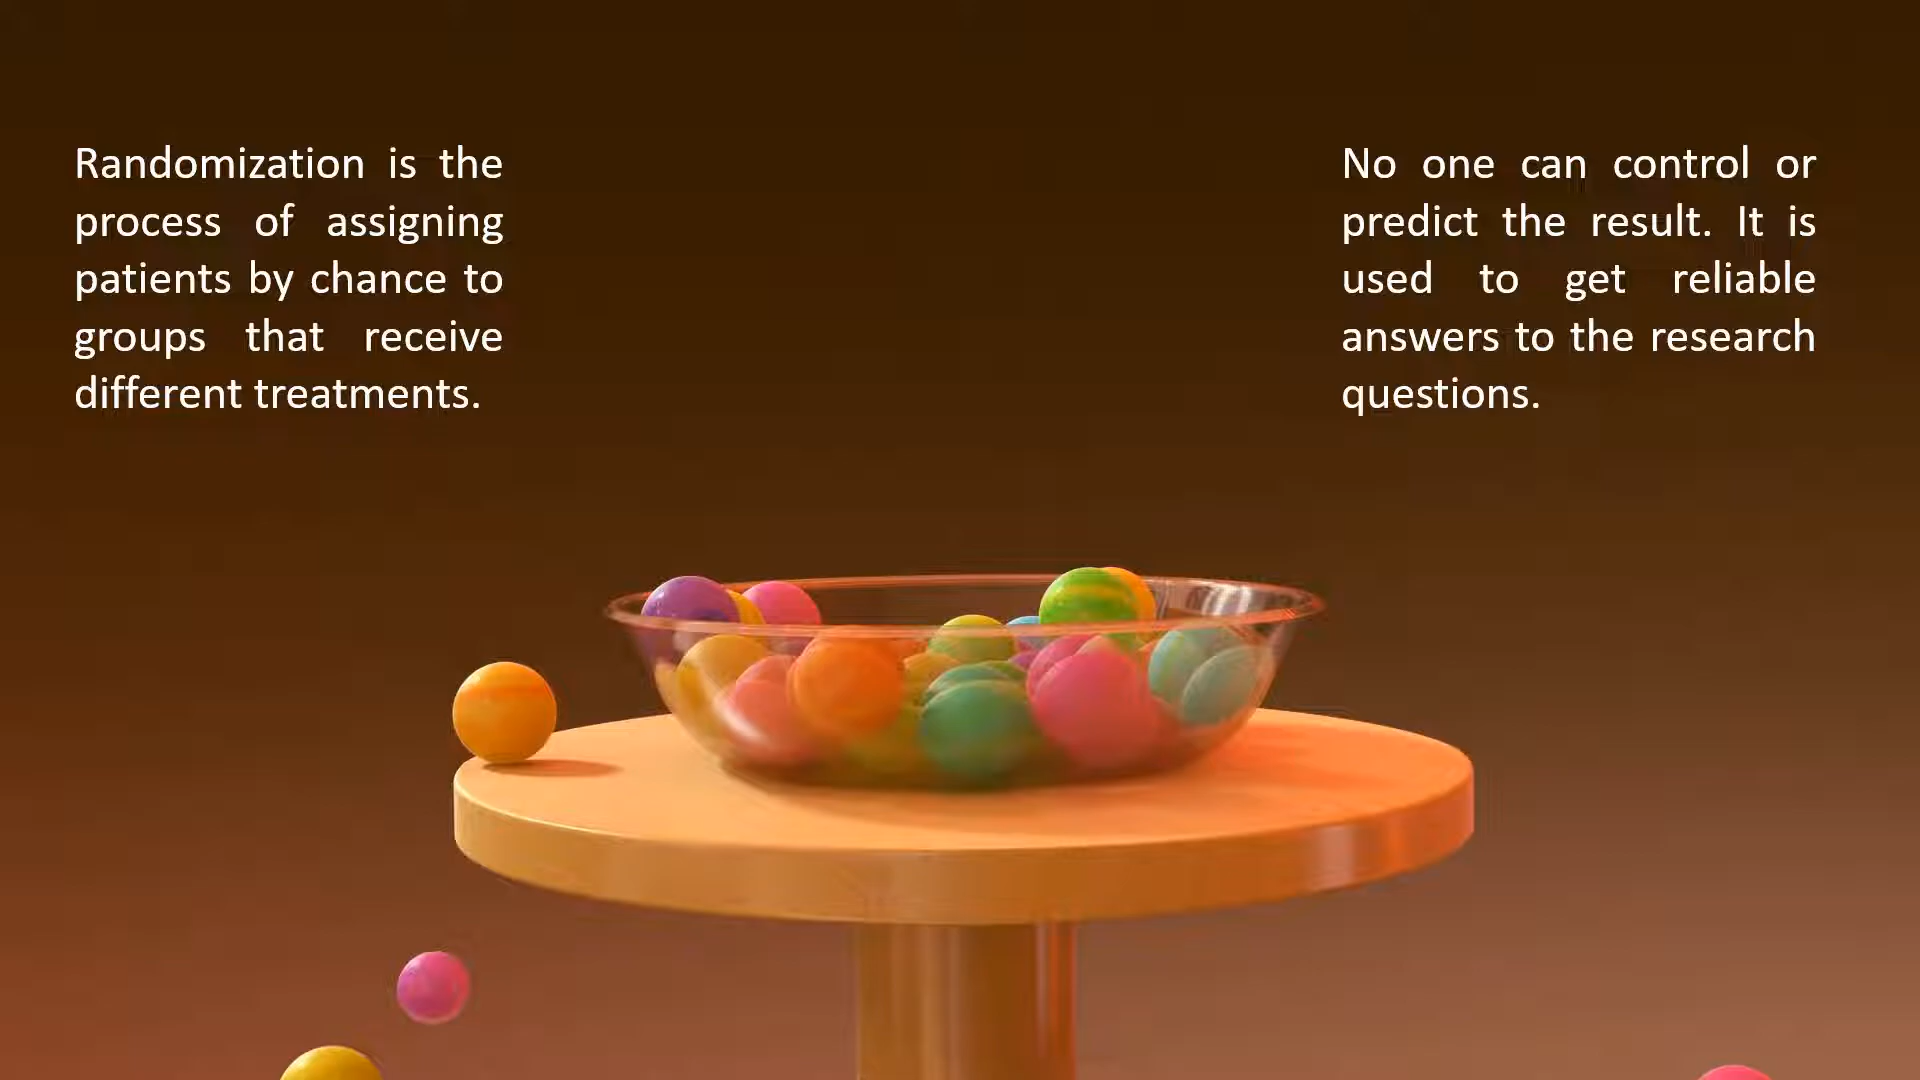 Randomization is the
process of assigning
patients by chance to
groups that receive
different treatments.
No one can control or
predict the result. It is
used to get reliable
answers to the research
questions.